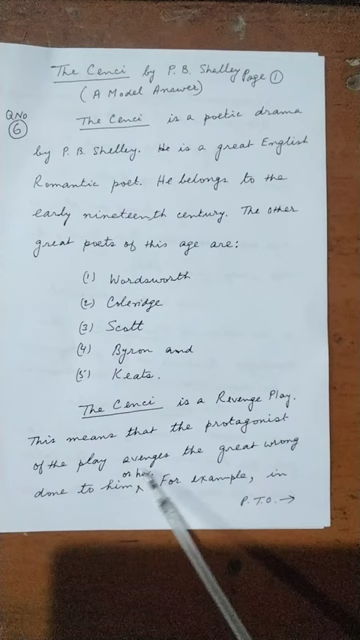 The Cenci by P.B. Shelley Page 1
(A Model Answer)
Q.No 6
The Cenci is a poetic drama
by P.B. Shelley. He is a great English
Romantic poet. He belongs to the
early nineteenth century. The other
great poets of this age are:
(1) Wordsworth
(2) Coleridge
(3) Scott
(4) Byron and
(5) Keats.
The Cenci is a Revenge Play.
This means that the protagonist
of the play avenges the great wrong
or her
done to him ‸. For example, in
P.T.O. →